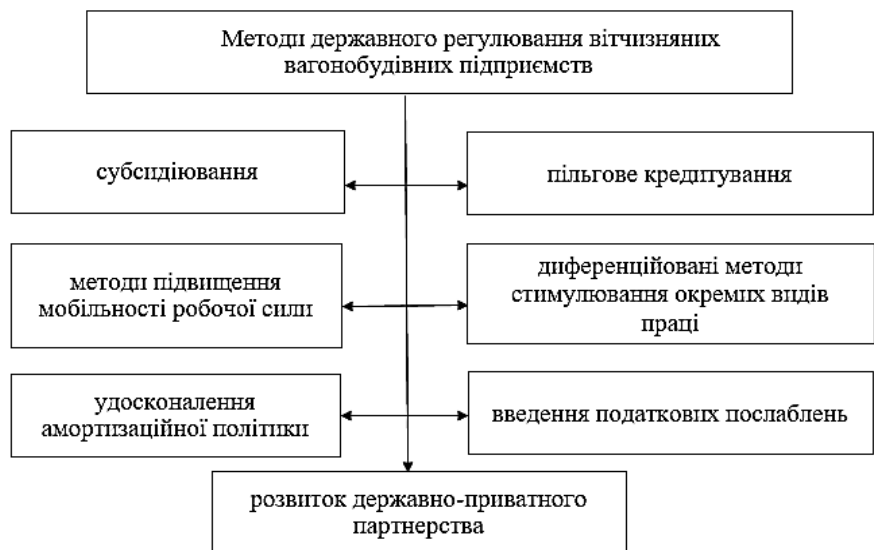 Методи державного регулювання вітчизняних
вагонобудівних підприємств
субсидіювання
пільгове кредитування
методи підвищення
мобільності робочої сили
диференційовані методи
стимулювання окремих видів
праці
удосконалення
амортизаційної політики
введення податкових послаблень
розвиток державно-приватного
партнерства